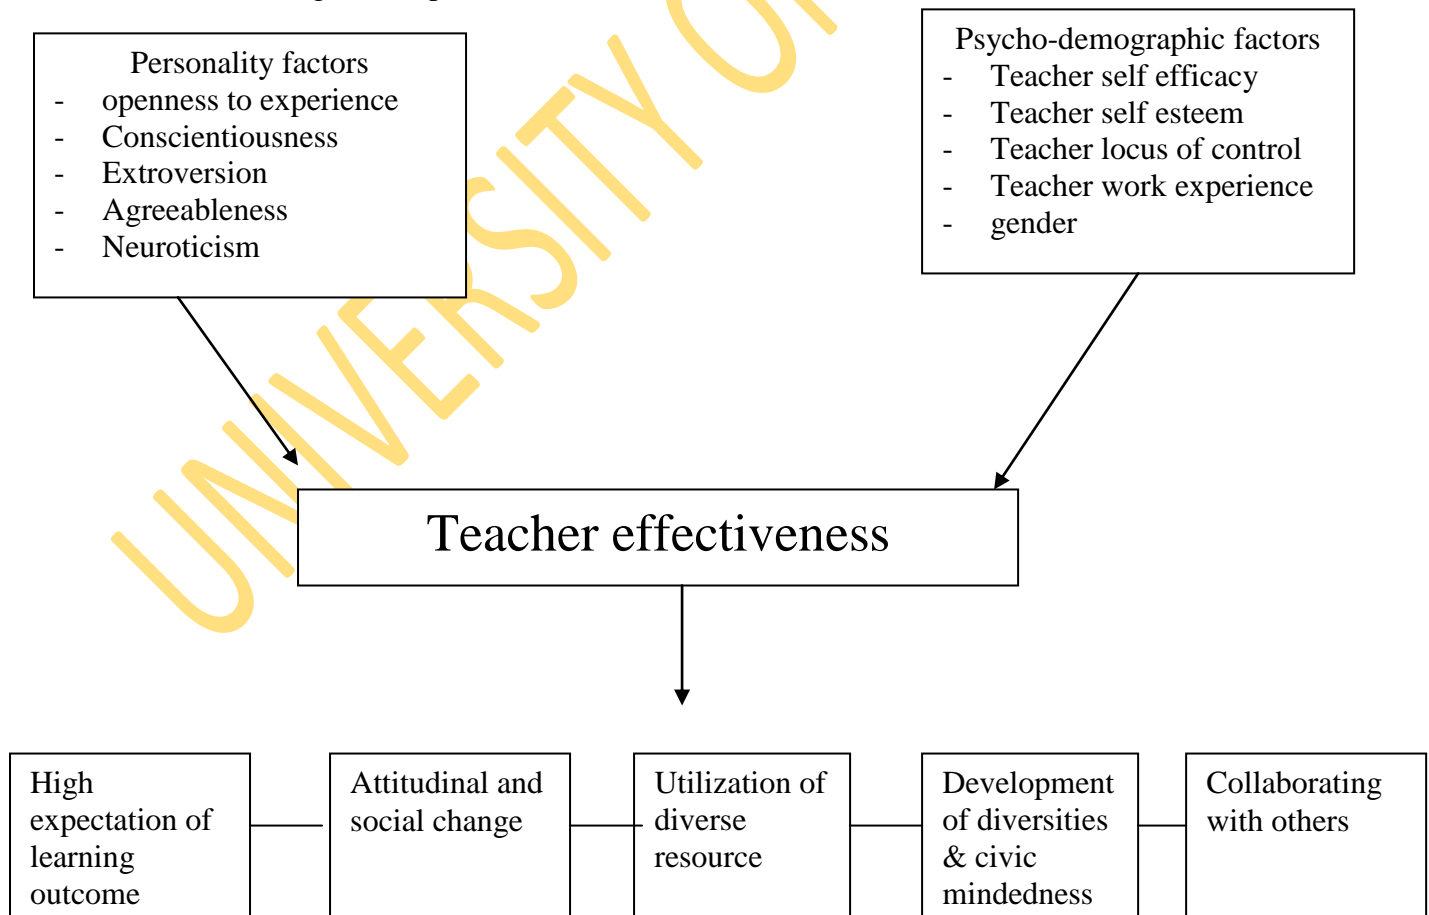 Personality factors
- openness to experience
- Conscientiousness
- Extroversion
- Agreeableness
- Neuroticism
Psycho-demographic factors
- Teacher self efficacy
- Teacher self esteem
- Teacher locus of control
- Teacher work experience
- gender
UNIVERSITY
Teacher effectiveness
High
expectation of
learning
outcome
Attitudinal and
social change
Utilization of
diverse
resource
Development
of diversities
& civic
mindedness
Collaborating
with others